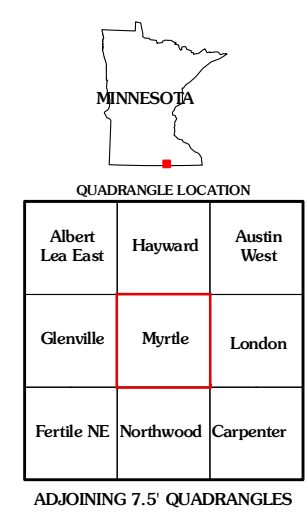 MINNESOTA
QUADRANGLE LOCATION
Albert
Lea East
Hayward
Austin
West
Glenville
Myrtle
London
Fertile NE
Northwood
Carpenter
ADJOINING 7.5' QUADRANGLES